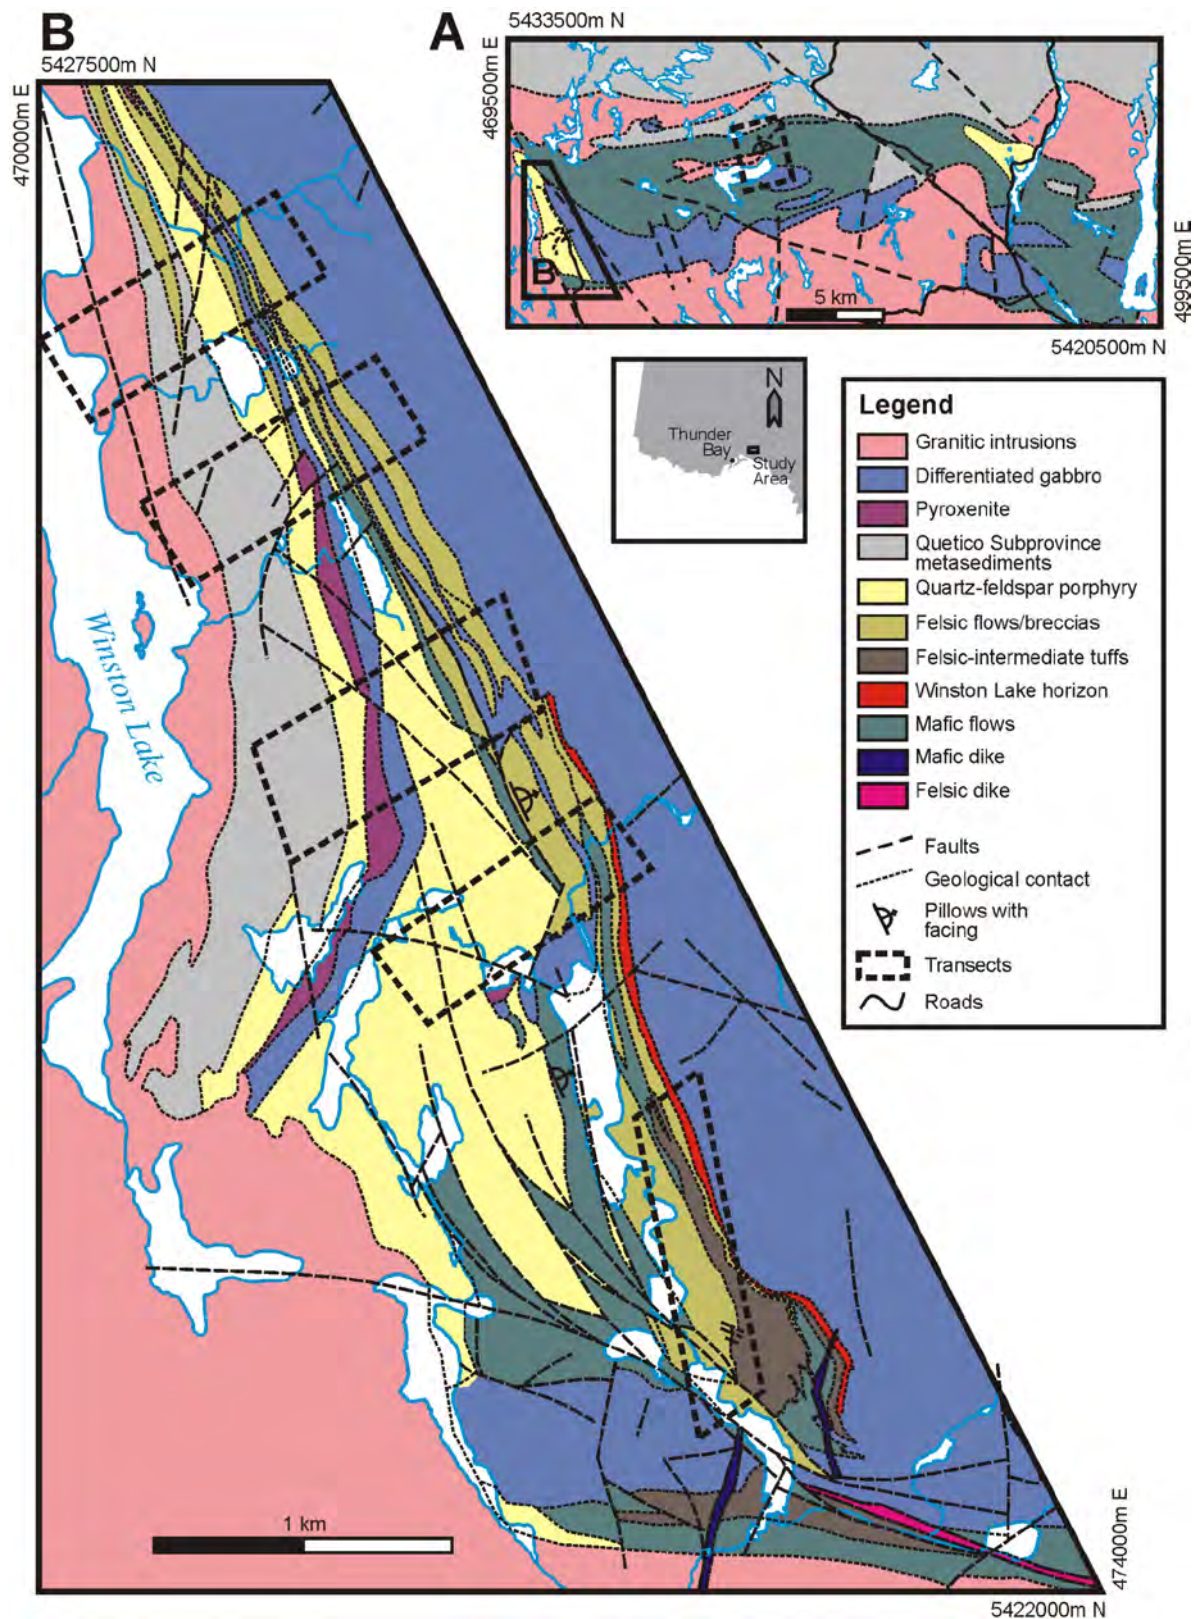 B
5427500m N
470000m E
A
5433500m N
469500m E
B
5 km
499500m E
5420500m N
N
Thunder
Bay
Study
Area
Legend
Granitic intrusions
Differentiated gabbro
Pyroxenite
Quetico Subprovince
metasediments
Quartz-feldspar porphyry
Felsic flows/breccias
Felsic-intermediate tuffs
Winston Lake horizon
Mafic flows
Mafic dike
Felsic dike
Faults
Geological contact
Pillows with
facing
Transects
Roads
Winston Lake
1 km
474000m E
5422000m N